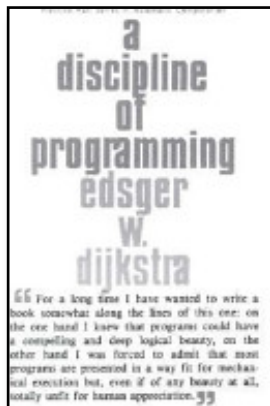 a
discipline
of
programming
edsger
w.
dijkstra
“ For a long time I have wanted to write a
book somewhat along the lines of this one: on
the one hand I knew that programs could have
a compelling and deep logical beauty, on the
other hand I was forced to admit that most
programs are presented in a way fit for mechan-
ical execution but, even if of any beauty at all,
totally unfit for human appreciation. ”